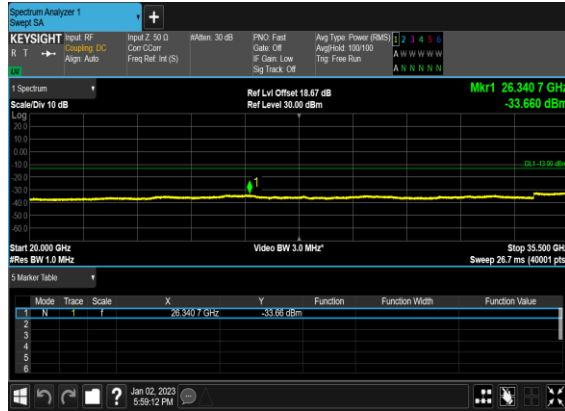 Spectrum Analyzer 1
Swept SA
+
KEYSIGHT Input: RF Input Z: 50 Ω #Atten: 30 dB PNO: Fast Avg Type: Power (RMS) 1 2 3 4 5 6
R T Coupling: DC Corr CCorr Gate: Off Avg|Hold: 100/100 A W W W W W
Align: Auto Freq Ref: Int (S) IF Gain: Low Trig: Free Run
Sig Track: Off A N N N N N
1 Spectrum Ref Lvl Offset 18.67 dB Mkr1 26.340 7 GHz
Scale/Div 10 dB Ref Level 30.00 dBm -33.660 dBm
Log
20.0
10.0
0.00
-10.0 DL1 -13.00 dBm
-20.0 1
-30.0
-40.0
-50.0
-60.0
Start 20.000 GHz Video BW 3.0 MHz* Stop 35.500 GHz
#Res BW 1.0 MHz Sweep 26.7 ms (40001 pts)
5 Marker Table
Mode Trace Scale X Y Function Function Width Function Value
1 N 1 f 26.340 7 GHz -33.66 dBm
2
3
4
5
6
? Jan 02, 2023
5:59:12 PM